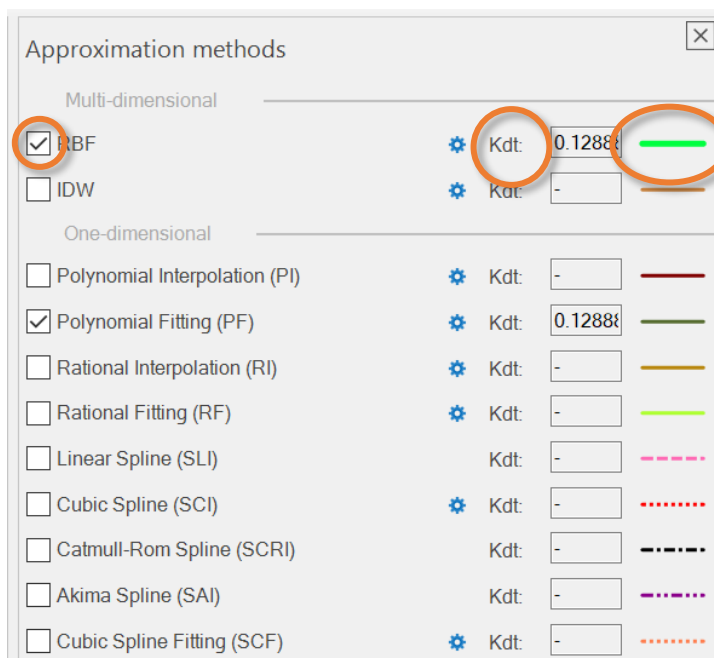 Approximation methods
Multi-dimensional
RBF Kdt: 0.1288
IDW Kdt: -
One-dimensional
Polynomial Interpolation (PI) Kdt: -
Polynomial Fitting (PF) Kdt: 0.1288
Rational Interpolation (RI) Kdt: -
Rational Fitting (RF) Kdt: -
Linear Spline (SLI) Kdt: -
Cubic Spline (SCI) Kdt: -
Catmull-Rom Spline (SCRI) Kdt: -
Akima Spline (SAI) Kdt: -
Cubic Spline Fitting (SCF) Kdt: -